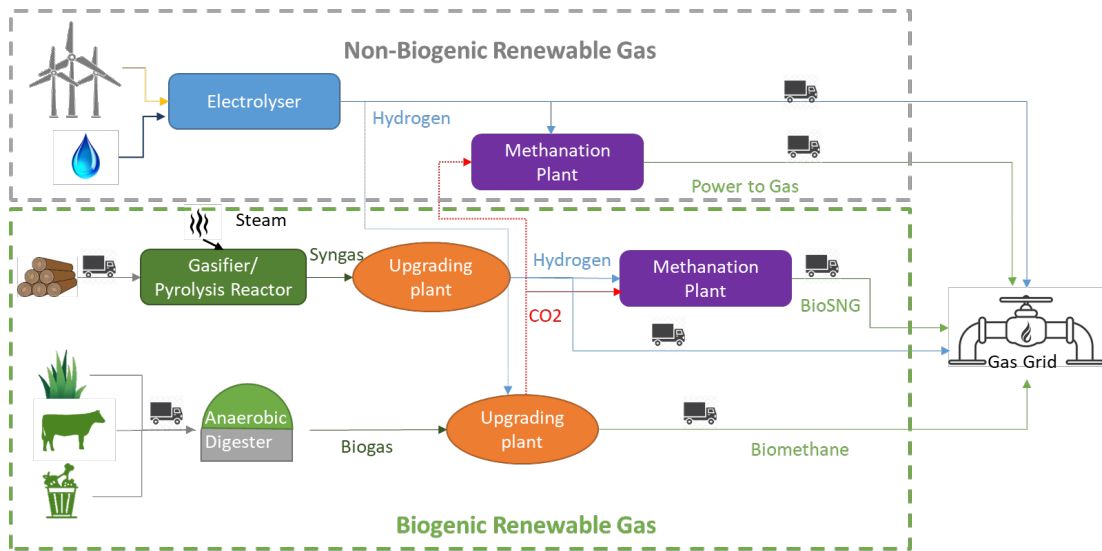 Non-Biogenic Renewable Gas
Electrolyser
Hydrogen
Methanation
Plant
Power to Gas
Steam
Gasifier/
Pyrolysis Reactor
Syngas
Upgrading
plant
Hydrogen
Methanation
Plant
BioSNG
CO2
Gas Grid
Anaerobic
Digester
Biogas
Upgrading
plant
Biomethane
Biogenic Renewable Gas